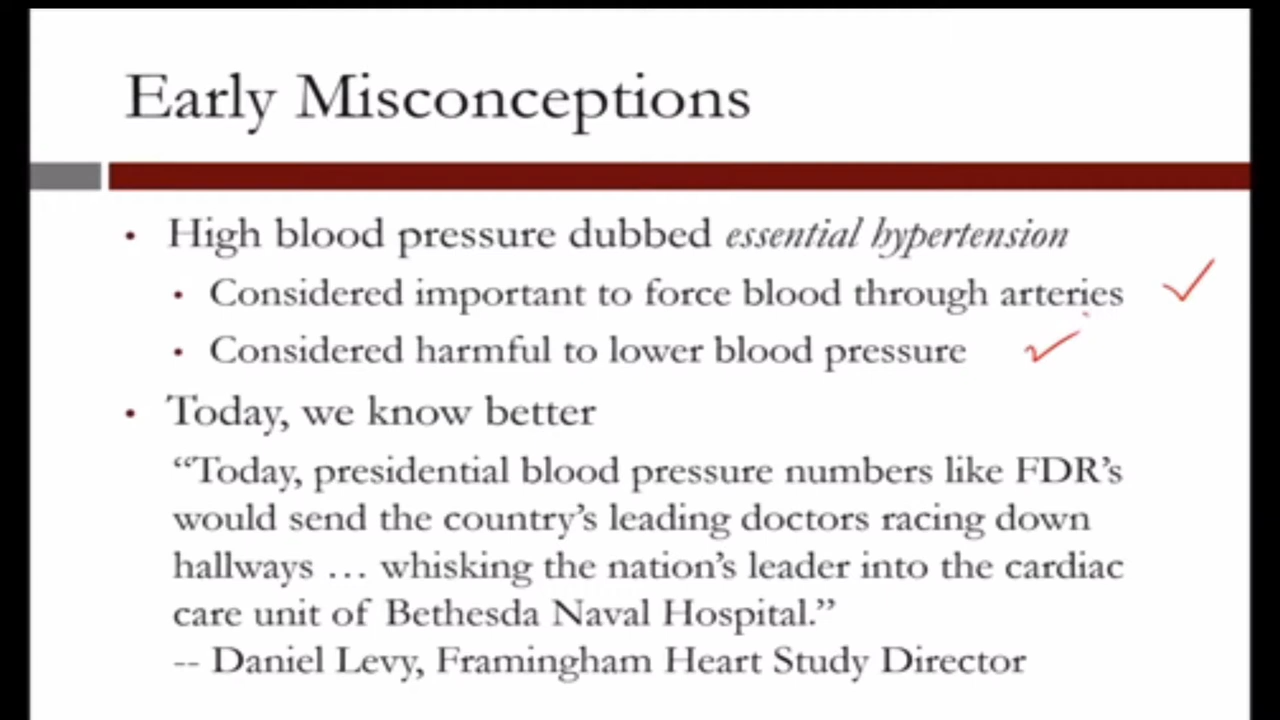 Early Misconceptions
• High blood pressure dubbed essential hypertension
• Considered important to force blood through arteries
• Considered harmful to lower blood pressure
• Today, we know better
“Today, presidential blood pressure numbers like FDR’s
would send the country’s leading doctors racing down
hallways … whisking the nation’s leader into the cardiac
care unit of Bethesda Naval Hospital.”
-- Daniel Levy, Framingham Heart Study Director